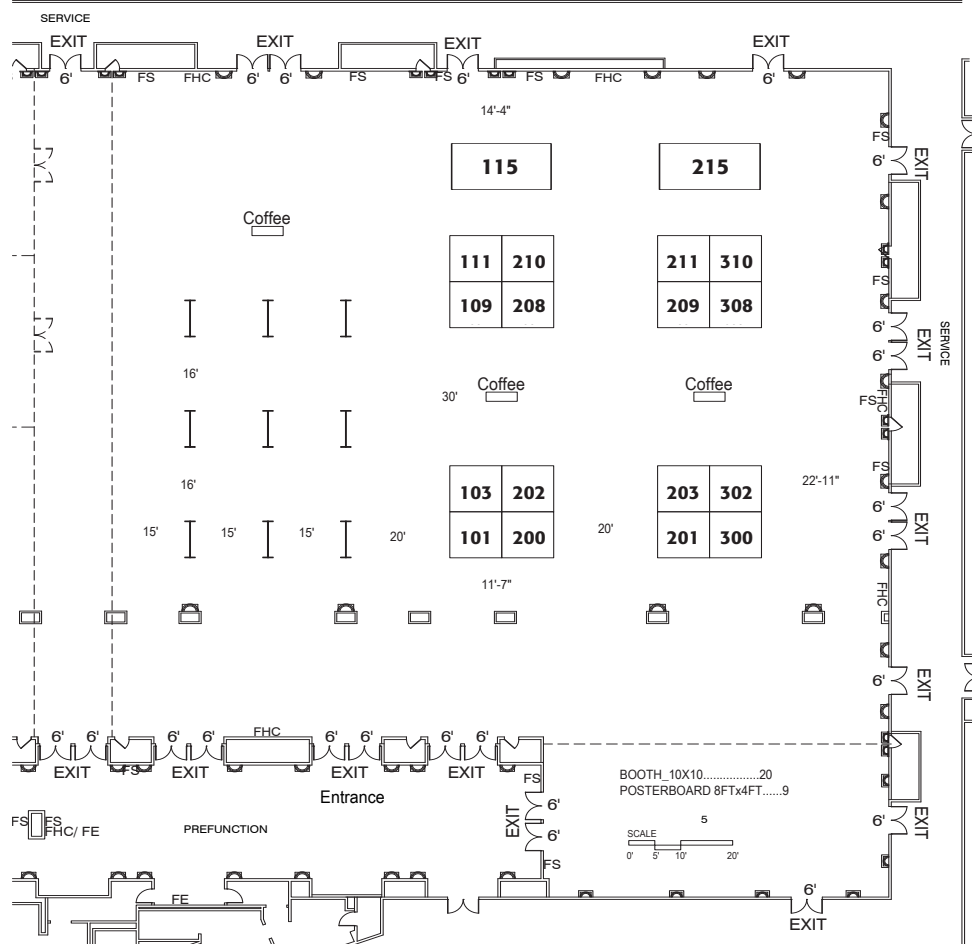 SERVICE
EXIT EXIT EXIT EXIT
6' FS FHC 6' 6' FS FS 6' FS FHC 6'
14'-4"
FS
6' EXIT
115 215
Coffee
111 210 211 310
FS
109 208 209 308
6' EXIT SERVICE
6'
16'
Coffee Coffee
30'
FS FHC
FS
16'
22'-11"
103 202 203 302
6' EXIT
15' 15' 15' 20' 101 200 20' 201 300
6'
11'-7"
FHC
6' EXIT
6' 6' 6' 6' FHC 6' 6' 6' 6'
EXIT FS EXIT EXIT EXIT
FS
BOOTH_10X10................20
POSTERBOARD 8FTx4FT......9
Entrance
EXIT 6'
6'
5
6' EXIT
FS FS
FHC/ FE
PREFUNCTION
SCALE
0' 5' 10' 20'
FS
FE
6'
EXIT